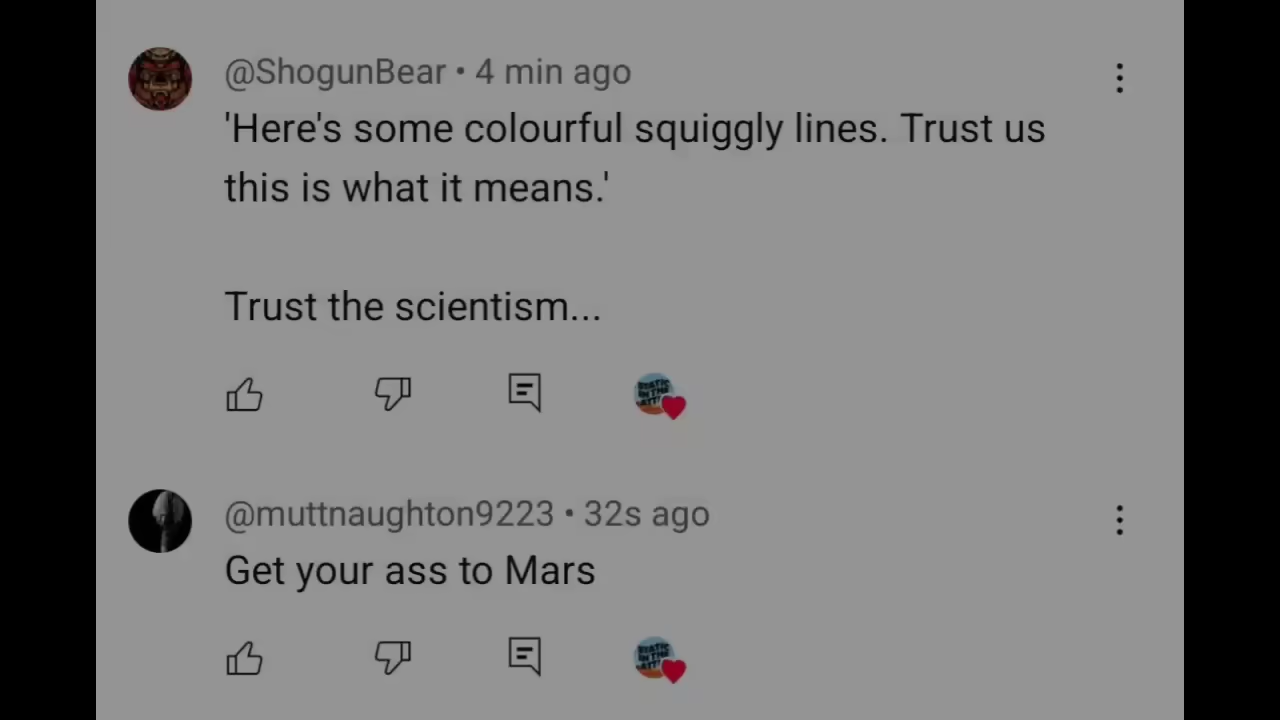 @ShogunBear • 4 min ago
'Here's some colourful squiggly lines. Trust us
this is what it means.'
Trust the scientism...
@muttnaughton9223 • 32s ago
Get your ass to Mars